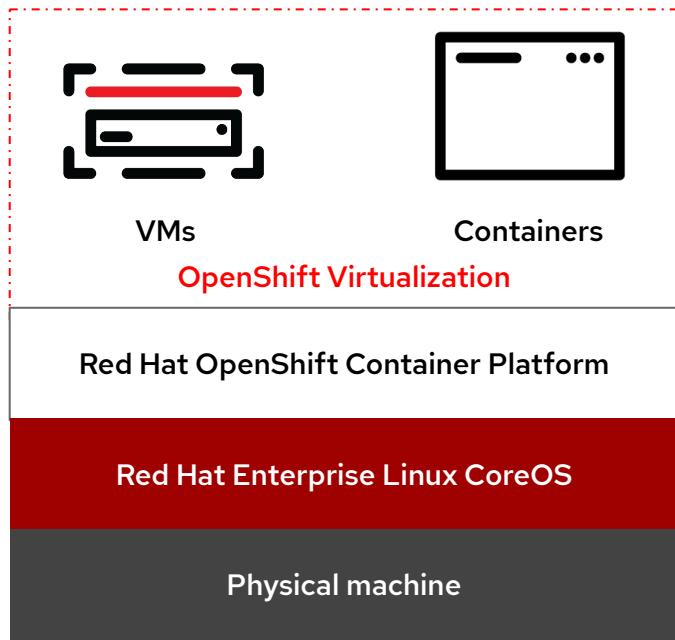 VMs
Containers
OpenShift Virtualization
Red Hat OpenShift Container Platform
Red Hat Enterprise Linux CoreOS
Physical machine